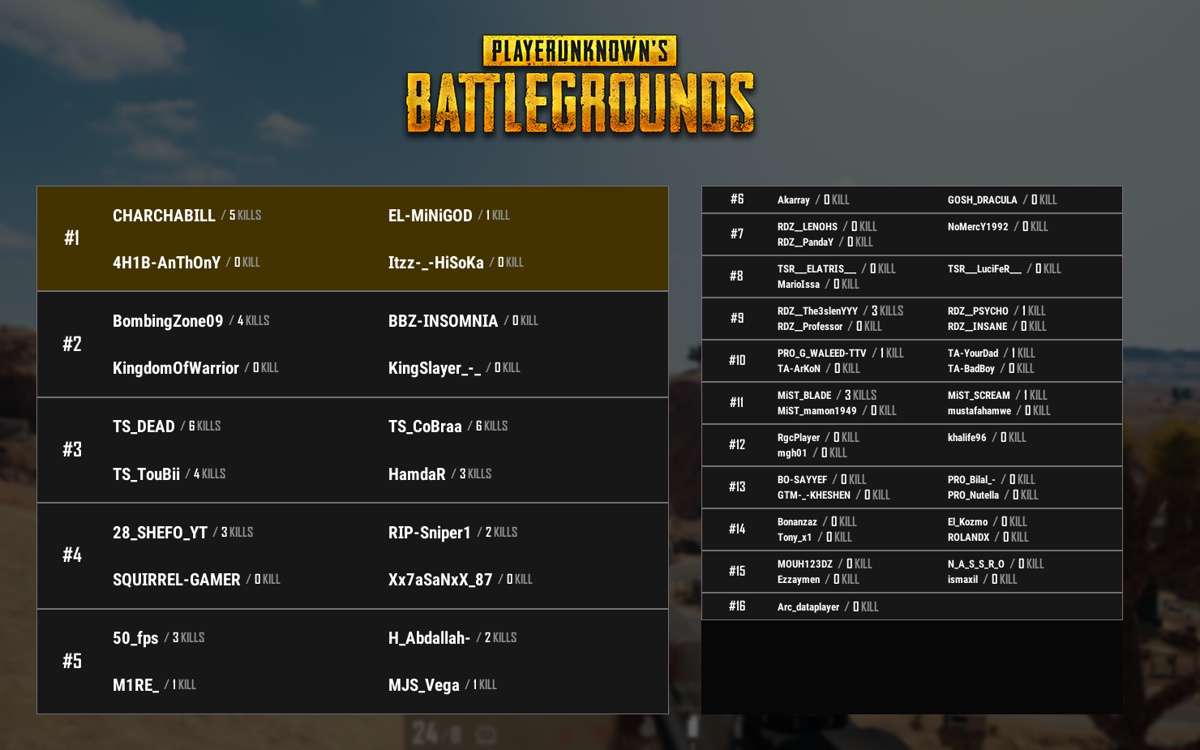 PLAYERUNKNOWN'S
BATTLEGROUNDS
#1
CHARCHABILL / 5 KILLS EL-MiNiGOD / 1 KILL
4H1B-AnThOnY / 0 KILL Itzz-_-HiSoKa / 0 KILL
#2
BombingZone09 / 4 KILLS BBZ-INSOMNIA / 0 KILL
KingdomOfWarrior / 0 KILL KingSlayer_-_ / 0 KILL
#3
TS_DEAD / 6 KILLS TS_CoBraa / 6 KILLS
TS_TouBii / 4 KILLS HamdaR / 3 KILLS
#4
28_SHEFO_YT / 3 KILLS RIP-Sniper1 / 2 KILLS
SQUIRREL-GAMER / 0 KILL Xx7aSaNxX_87 / 0 KILL
#5
50_fps / 3 KILLS H_Abdallah- / 2 KILLS
M1RE_ / 1 KILL MJS_Vega / 1 KILL
#6
Akarray / 0 KILL GOSH_DRACULA / 0 KILL
#7
RDZ__LENOHS / 0 KILL NoMercY1992 / 0 KILL
RDZ__PandaY / 0 KILL
#8
TSR___ELATRIS___ / 0 KILL TSR___LuciFeR___ / 0 KILL
MarioIssa / 0 KILL
#9
RDZ__The3slenYYY / 3 KILLS RDZ__PSYCHO / 1 KILL
RDZ__Professor / 0 KILL RDZ__INSANE / 0 KILL
#10
PRO_G_WALEED-TTV / 1 KILL TA-YourDad / 1 KILL
TA-ArKoN / 0 KILL TA-BadBoy / 0 KILL
#11
MiST_BLADE / 3 KILLS MiST_SCREAM / 1 KILL
MiST_mamon1949 / 0 KILL mustafahamwe / 0 KILL
#12
RgcPlayer / 0 KILL khalife96 / 0 KILL
mgh01 / 0 KILL
#13
BO-SAYYEF / 0 KILL PRO_Bilal_- / 0 KILL
GTM-_-KHESHEN / 0 KILL PRO_Nutella / 0 KILL
#14
Bonanzaz / 0 KILL El_Kozmo / 0 KILL
Tony_x1 / 0 KILL ROLANDX / 0 KILL
#15
MOUH123DZ / 0 KILL N_A_S_S_R_O / 0 KILL
Ezzaymen / 0 KILL ismaxil / 0 KILL
#16
Arc_dataplayer / 0 KILL
24 / 0